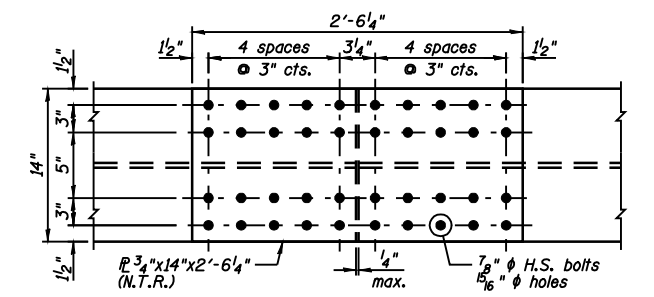 2'-6¼"
1½" 4 spaces 3¼" 4 spaces 1½"
@ 3" cts. @ 3" cts.
1½"
3"
14" 5"
3"
1½"
℄ ¾"x14"x2'-6¼"
(N.T.R.)
¼"
max.
⅞" ϕ H.S. bolts
15/16" ϕ holes